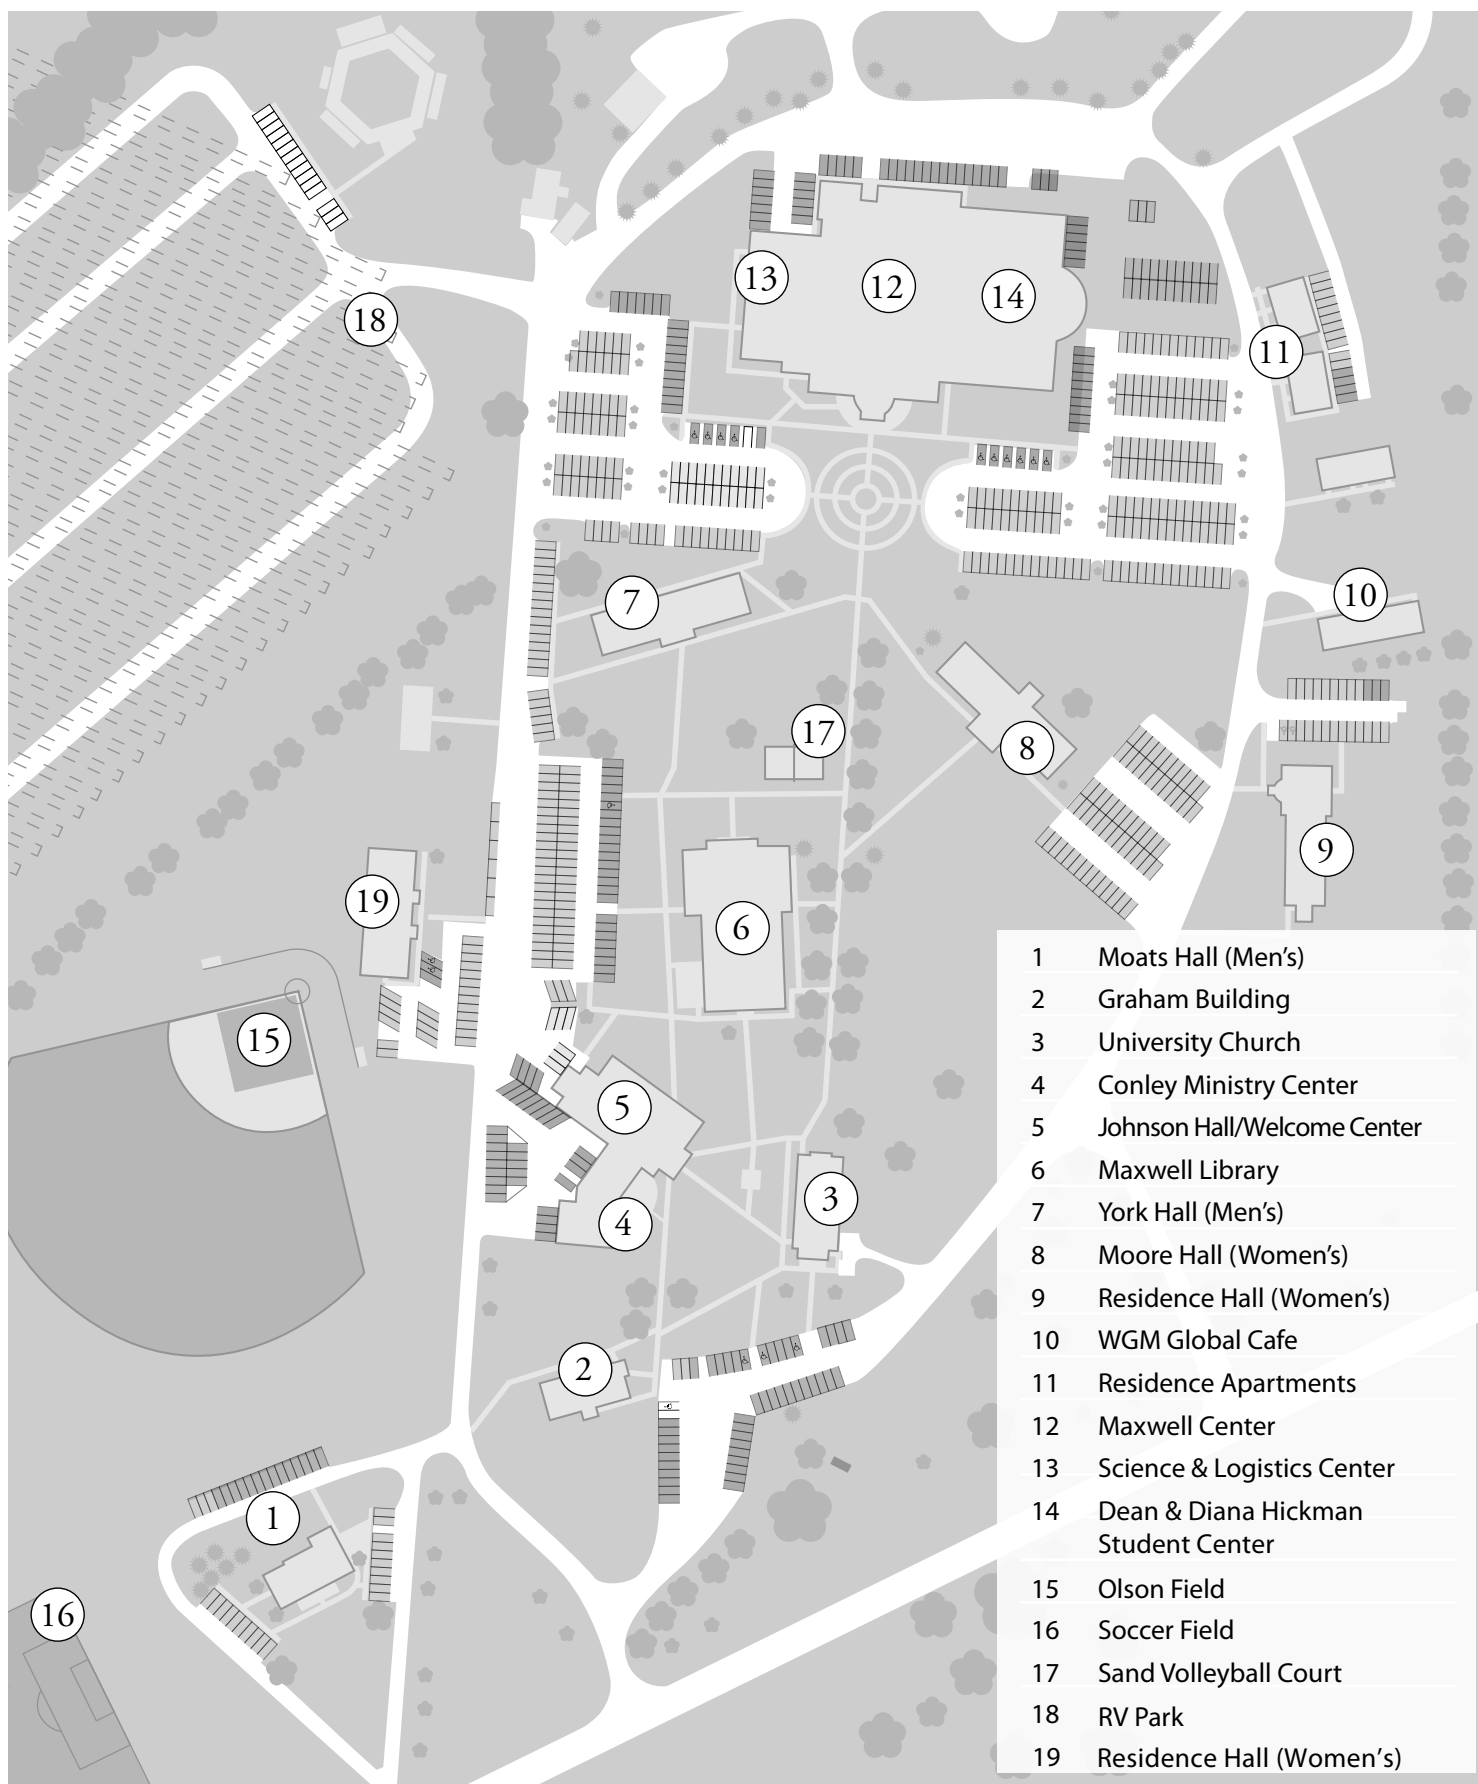 13
12
14
18
11
7
10
17
8
9
19
6
15
5
4
3
2
1
16
1 Moats Hall (Men's)
2 Graham Building
3 University Church
4 Conley Ministry Center
5 Johnson Hall/Welcome Center
6 Maxwell Library
7 York Hall (Men's)
8 Moore Hall (Women's)
9 Residence Hall (Women's)
10 WGM Global Cafe
11 Residence Apartments
12 Maxwell Center
13 Science & Logistics Center
14 Dean & Diana Hickman
Student Center
15 Olson Field
16 Soccer Field
17 Sand Volleyball Court
18 RV Park
19 Residence Hall (Women's)